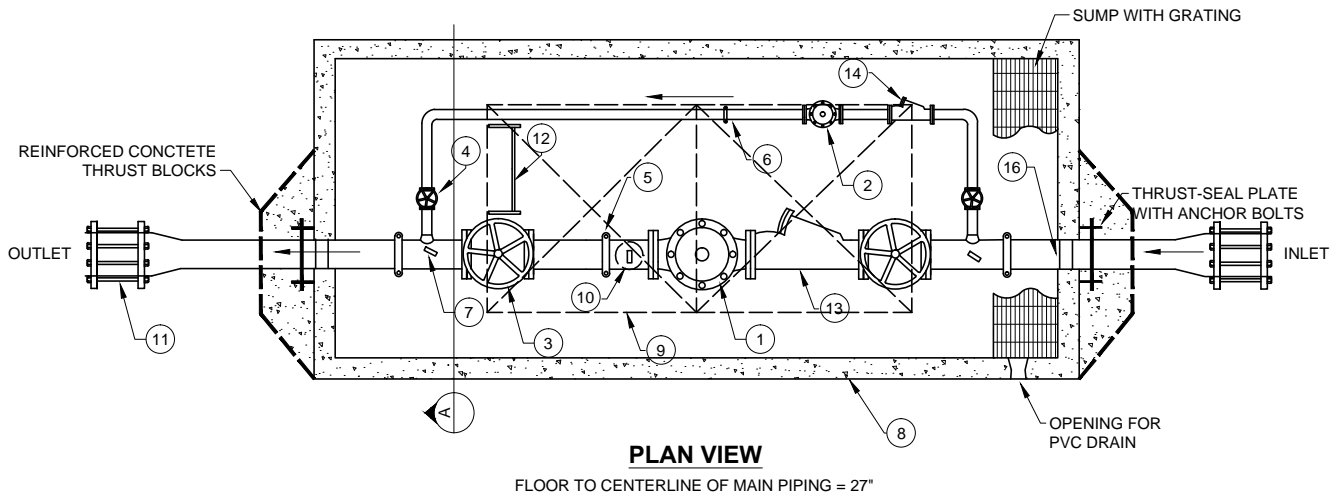 SUMP WITH GRATING
14
REINFORCED CONCTETE
THRUST BLOCKS
4
12
5
6
2
16
THRUST-SEAL PLATE
WITH ANCHOR BOLTS
OUTLET
INLET
11
7
3
10
9
1
13
8
A
OPENING FOR
PVC DRAIN
PLAN VIEW
FLOOR TO CENTERLINE OF MAIN PIPING = 27"